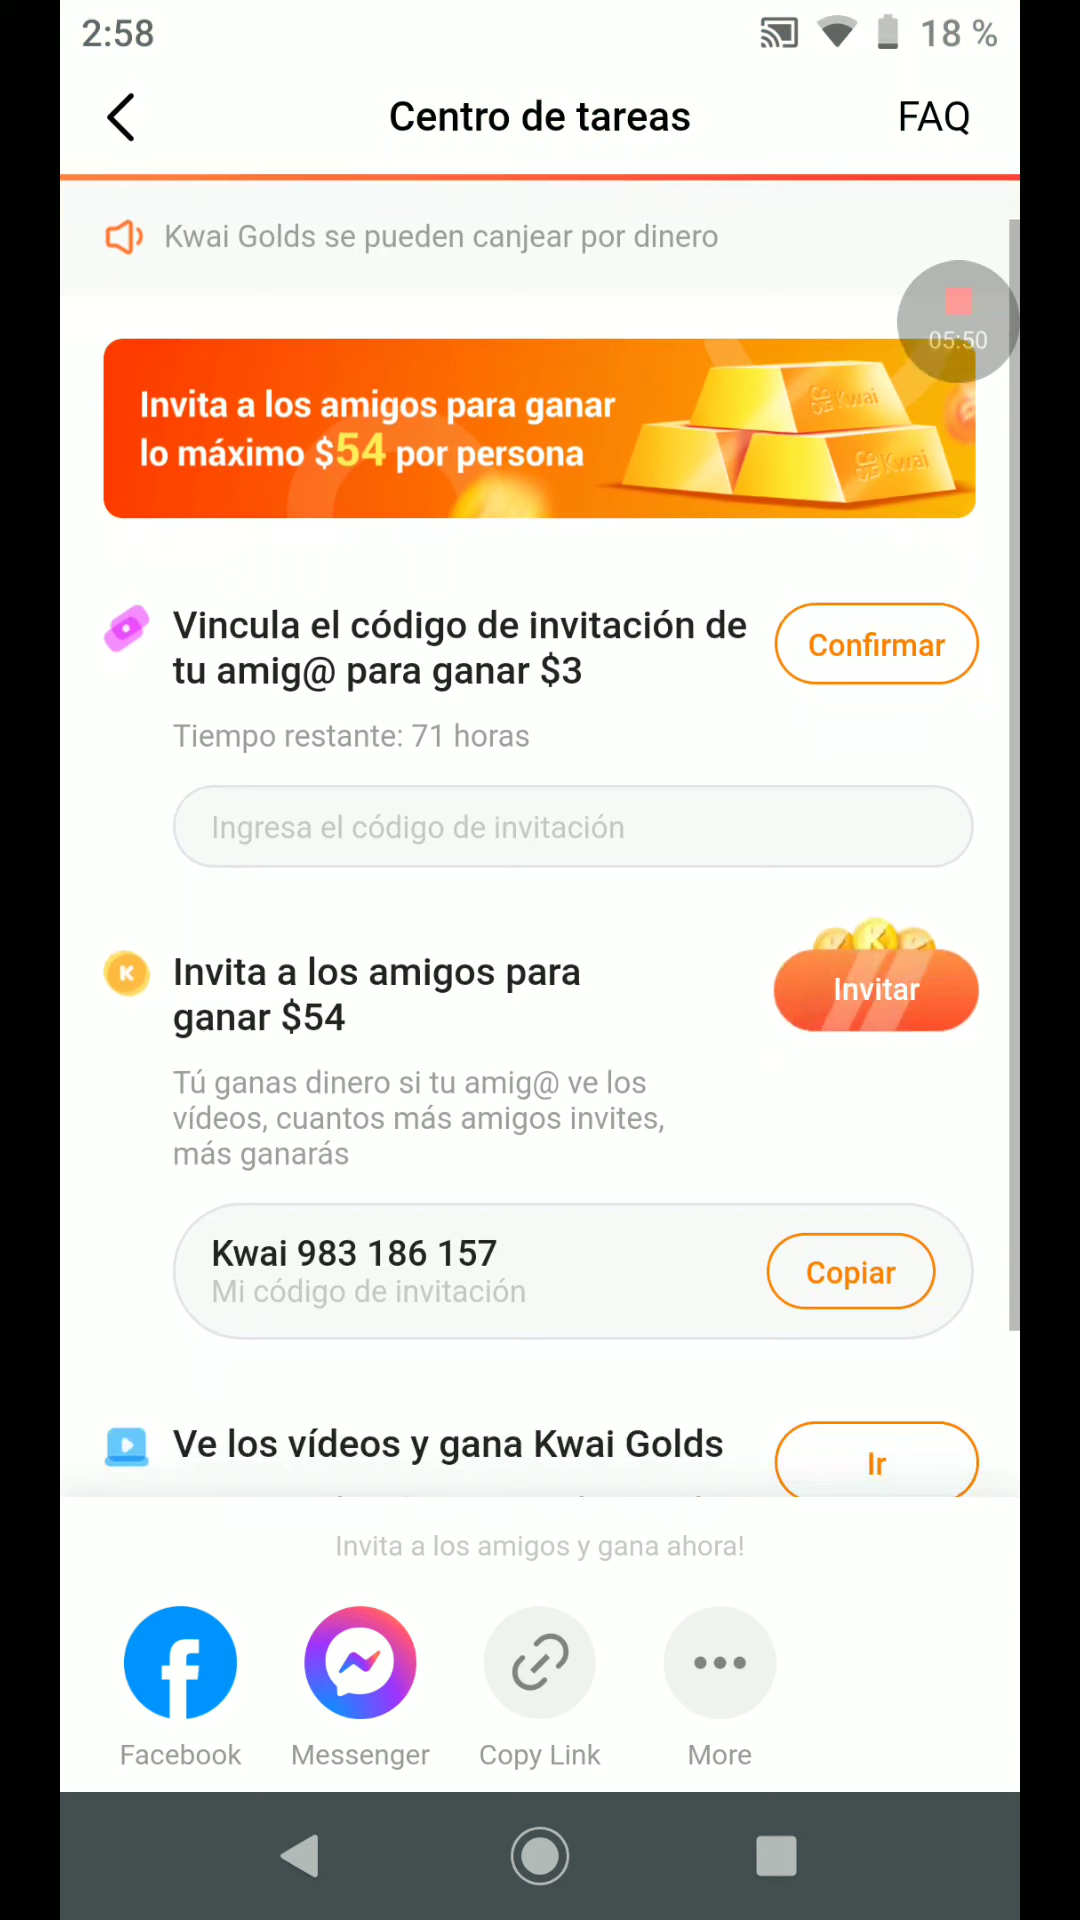 2:58
18 %
Centro de tareas
FAQ
Kwai Golds se pueden canjear por dinero
05:50
Invita a los amigos para ganar
lo máximo $54 por persona
Kwai
Kwai
Vincula el código de invitación de
tu amig@ para ganar $3
Confirmar
Tiempo restante: 71 horas
Ingresa el código de invitación
Invita a los amigos para
ganar $54
Invitar
Tú ganas dinero si tu amig@ ve los
vídeos, cuantos más amigos invites,
más ganarás
Kwai 983 186 157
Mi código de invitación
Copiar
Ve los vídeos y gana Kwai Golds
Ir
Invita a los amigos y gana ahora!
Facebook
Messenger
Copy Link
More